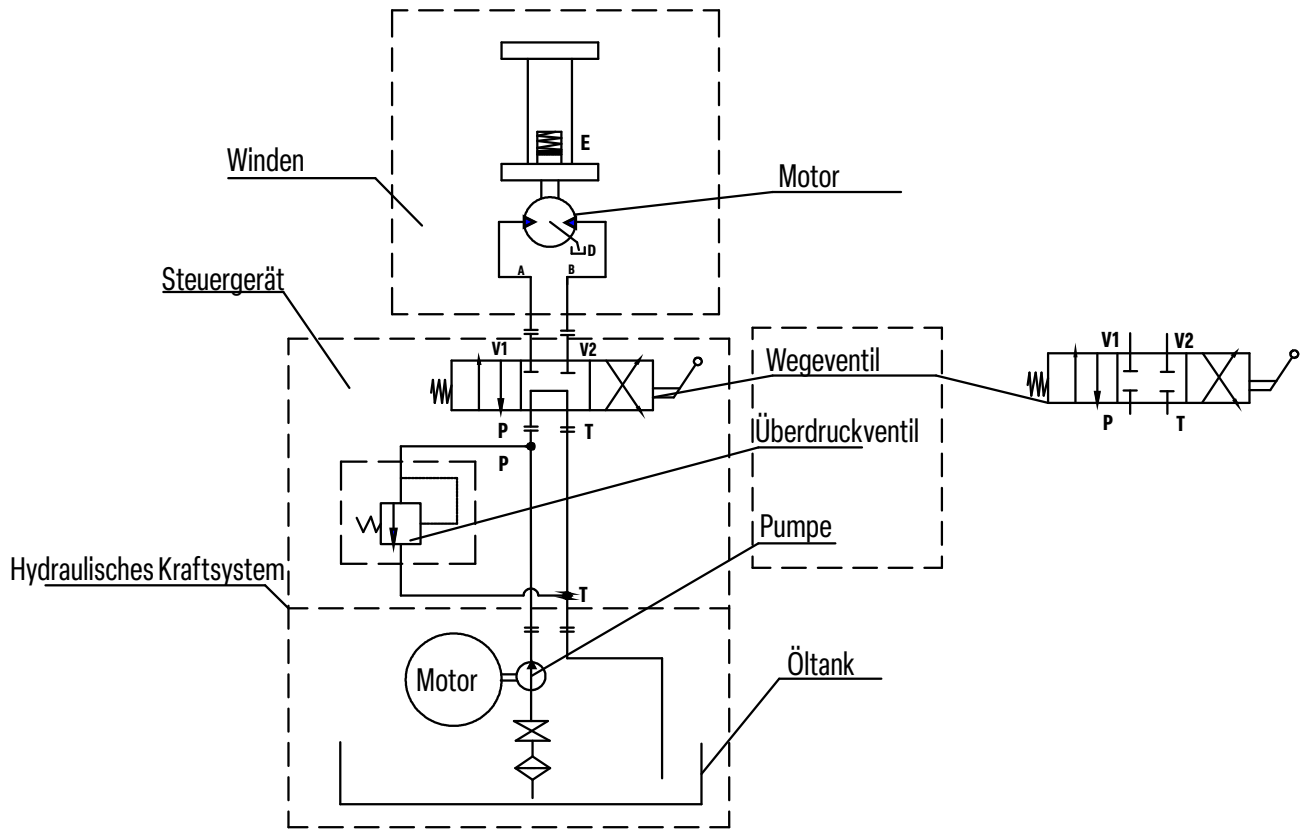 E
Winden
Motor
D
A
B
Steuergerät
V1
V2
Wegeventil
V1
V2
P
T
P
T
Überdruckventil
P
Pumpe
Hydraulisches Kraftsystem
T
Motor
Öltank